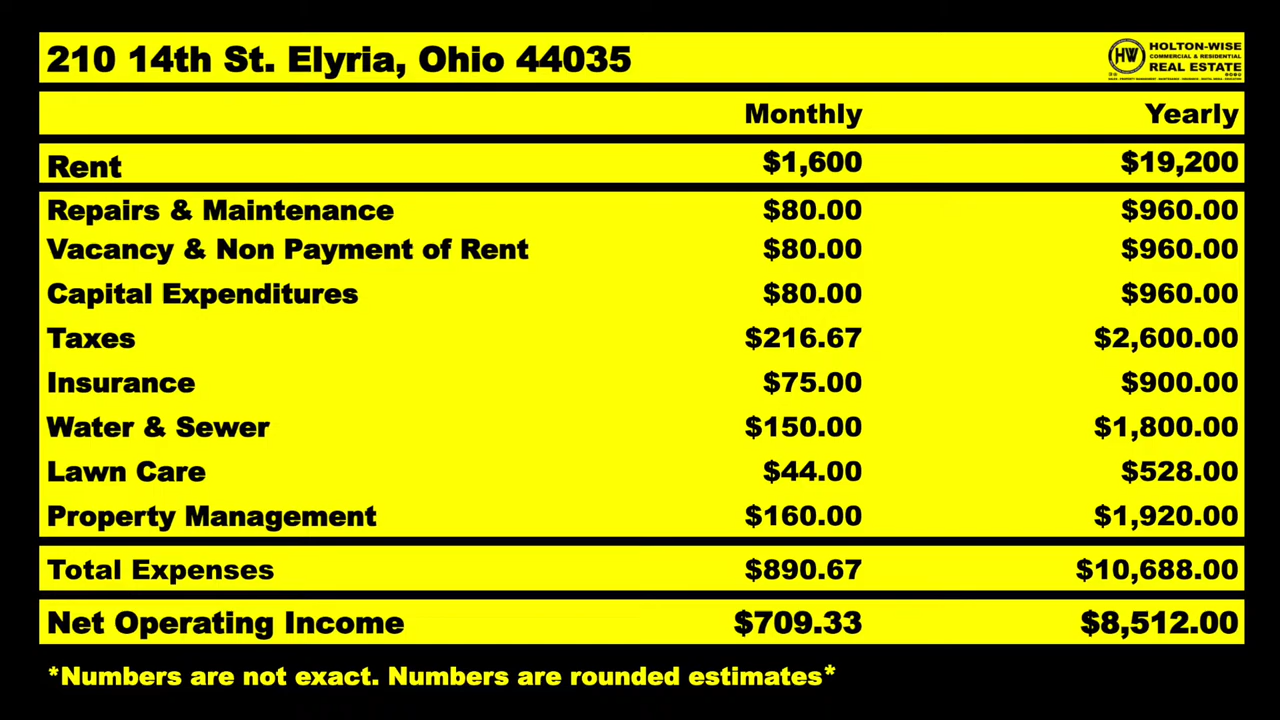 210 14th St. Elyria, Ohio 44035
HW
HOLTON-WISE
COMMERCIAL & RESIDENTIAL
REAL ESTATE
Monthly Yearly
Rent $1,600 $19,200
Repairs & Maintenance $80.00 $960.00
Vacancy & Non Payment of Rent $80.00 $960.00
Capital Expenditures $80.00 $960.00
Taxes $216.67 $2,600.00
Insurance $75.00 $900.00
Water & Sewer $150.00 $1,800.00
Lawn Care $44.00 $528.00
Property Management $160.00 $1,920.00
Total Expenses $890.67 $10,688.00
Net Operating Income $709.33 $8,512.00
*Numbers are not exact. Numbers are rounded estimates*